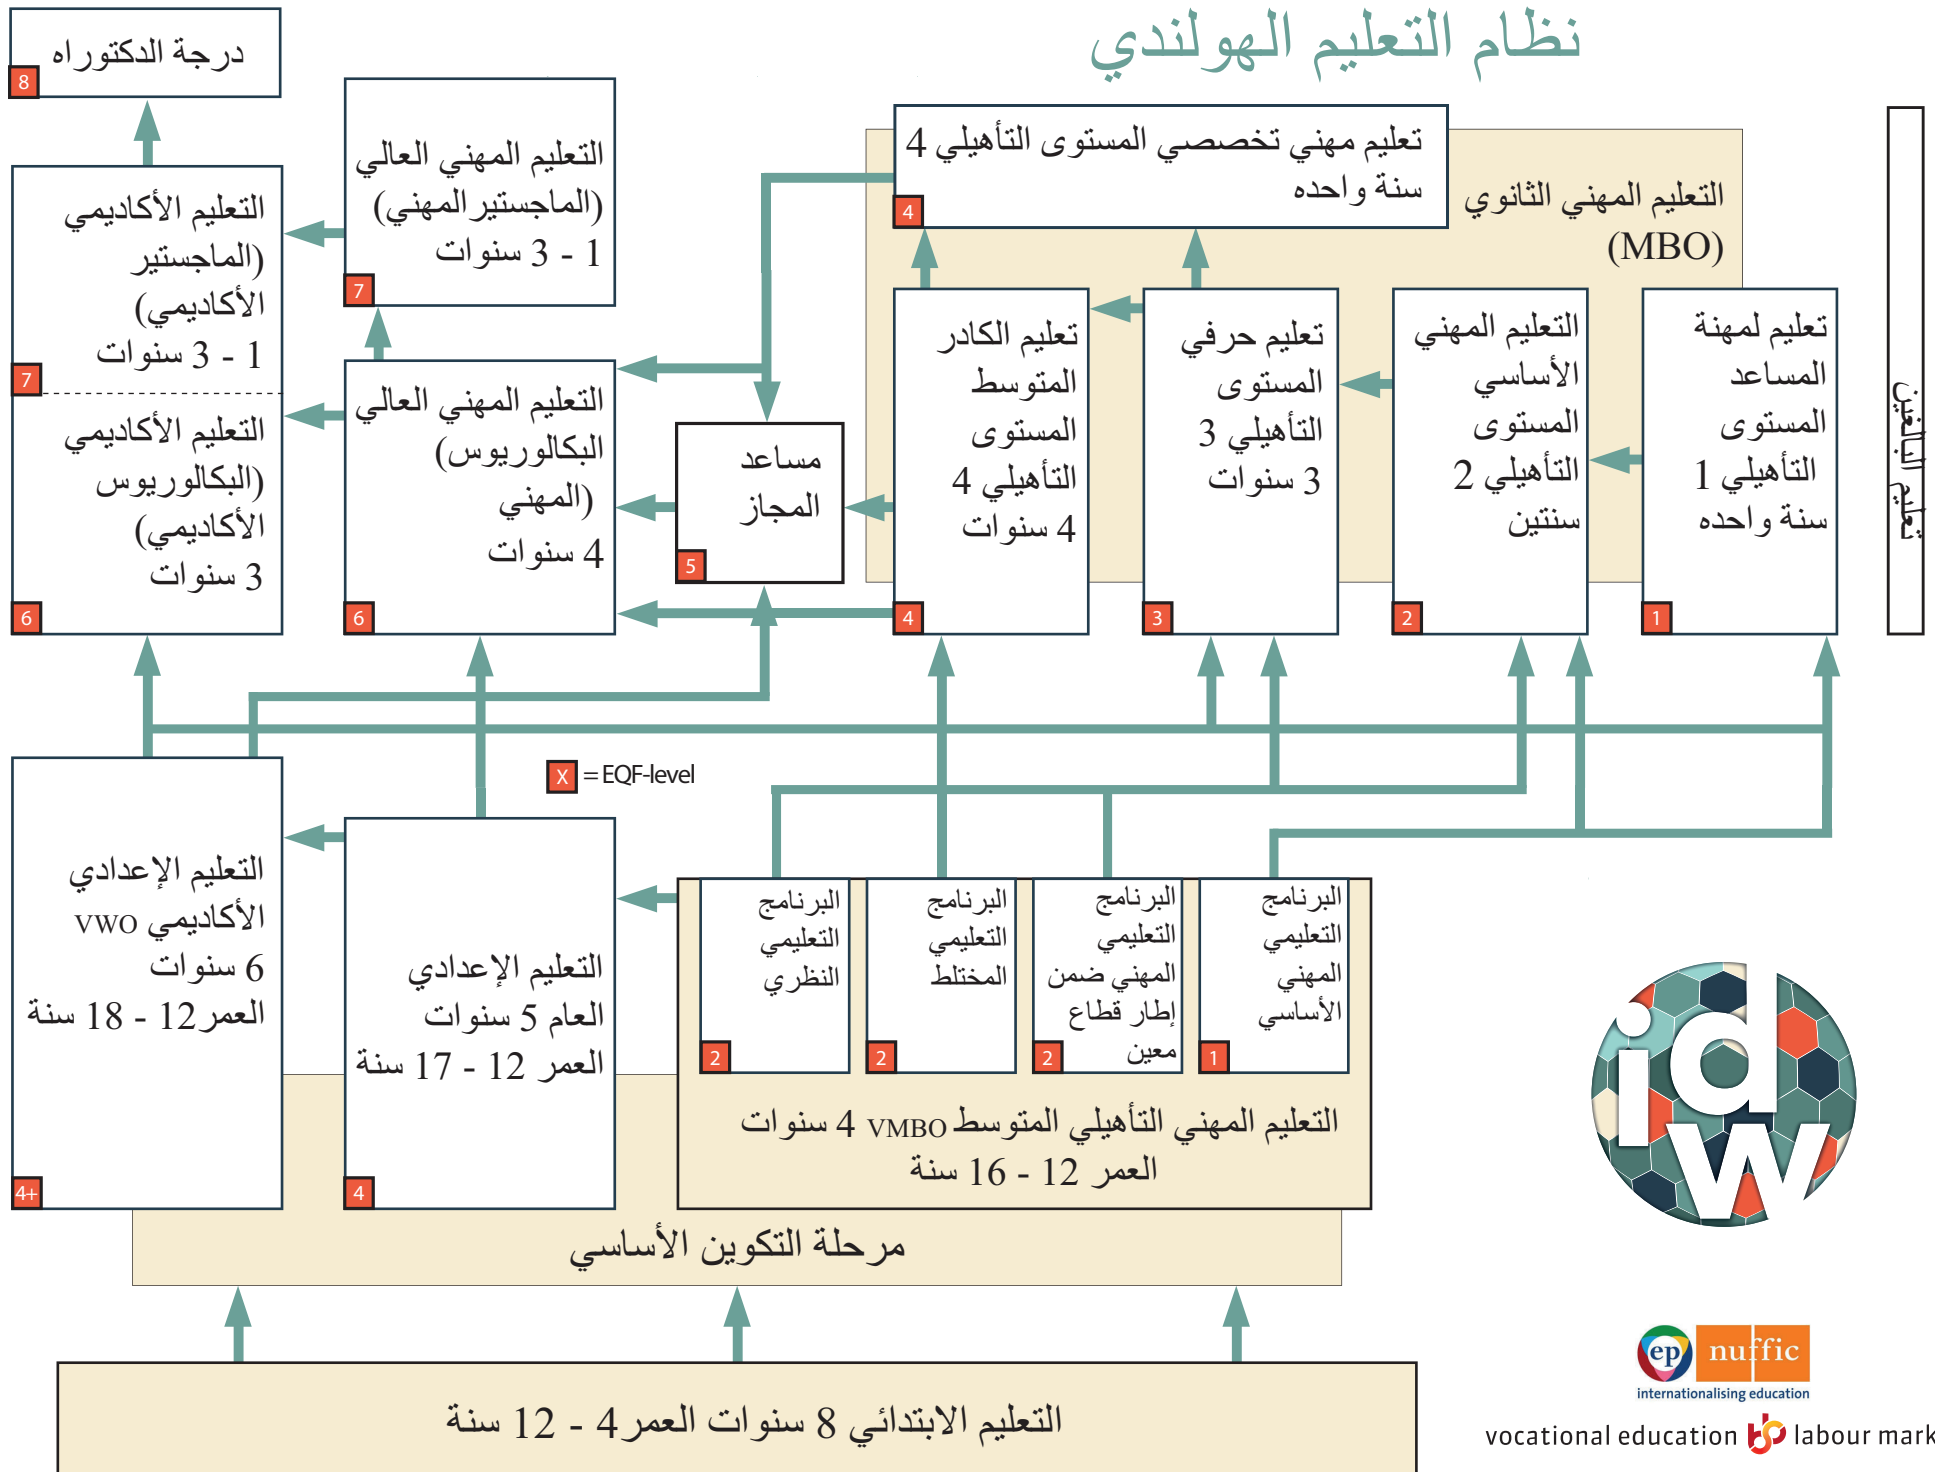 نظام التعليم الهولندي
درجة الدكتوراه
8
التعليم المهني العالي
(الماجستير المهني)
1 - 3 سنوات
7
التعليم الأكاديمي
(الماجستير
الأكاديمي)
1 - 3 سنوات
7
التعليم الأكاديمي
(البكالوريوس
الأكاديمي)
3 سنوات
6
التعليم المهني العالي
البكالوريوس)
(المهني
4 سنوات
6
مساعد
المجاز
5
تعليم مهني تخصصي المستوى التأهيلي 4
سنة واحده
4
التعليم المهني الثانوي
(MBO)
تعليم الكادر
المتوسط
المستوى
التأهيلي 4
4 سنوات
4
تعليم حرفي
المستوى
التأهيلي 3
3 سنوات
3
التعليم المهني
الأساسي
المستوى
التأهيلي 2
سنتين
2
تعليم لمهنة
المساعد
المستوى
التأهيلي 1
سنة واحده
1
تعليم البالغين
X = EQF-level
التعليم الإعدادي
الأكاديمي VWO
6 سنوات
العمر 12 - 18 سنة
4+
التعليم الإعدادي
العام 5 سنوات
العمر 12 - 17 سنة
4
البرنامج
التعليمي
النظري
2
البرنامج
التعليمي
المختلط
2
البرنامج
التعليمي
المهني ضمن
إطار قطاع
معين
2
البرنامج
التعليمي
المهني
الأساسي
1
التعليم المهني التأهيلي المتوسط VMBO 4 سنوات
العمر 12 - 16 سنة
مرحلة التكوين الأساسي
التعليم الابتدائي 8 سنوات العمر 4 - 12 سنة
idw
ep nuffic
internationalising education
vocational education sbb labour mark